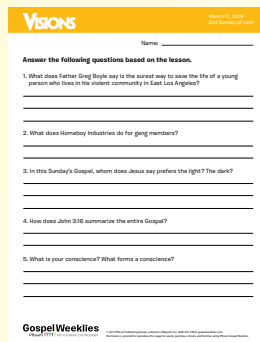 VISIONS
March 17, 2019
2nd Sunday of Lent
Name:
Answer the following questions based on the lesson.
1. What does Father Greg Boyle say is the surest way to save the life of a young
person who lives in his violent community in East Los Angeles?
2. What does Homeboy Industries do for gang members?
3. In this Sunday's Gospel, whom does Jesus say prefers the light? The dark?
4. How does John 3:16 summarize the entire Gospel?
5. What is your conscience? What forms a conscience?
Gospel Weeklies
Pflaum